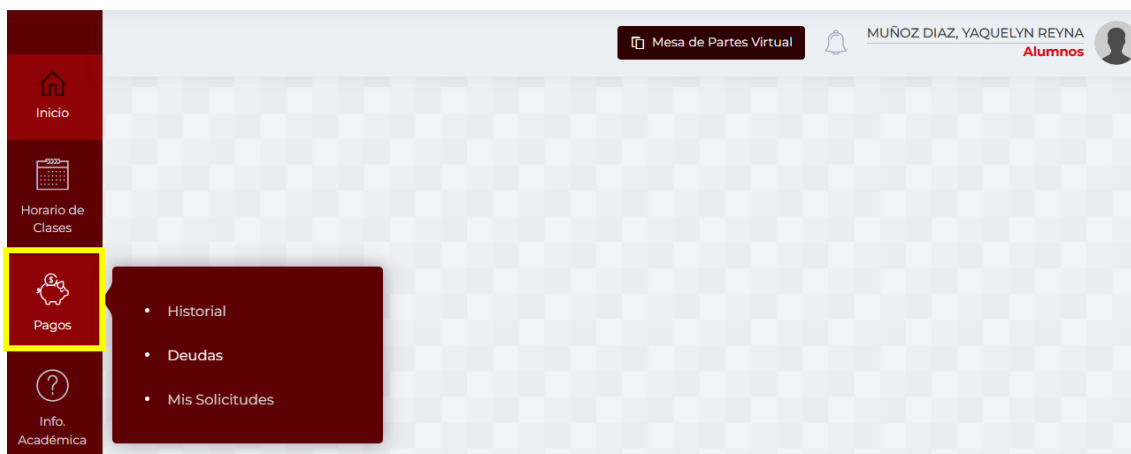 Mesa de Partes Virtual
MUÑOZ DIAZ, YAQUELYN REYNA
Alumnos
Inicio
Horario de
Clases
Pagos
• Historial
• Deudas
• Mis Solicitudes
Info.
Académica